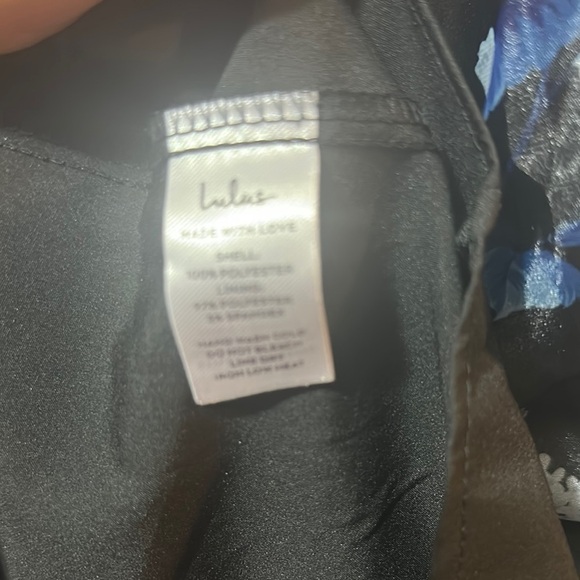 Lulus
MADE WITH LOVE
SHELL:
100% POLYESTER
LINING:
97% POLYESTER
3% SPANDEX
HAND WASH COLD
DO NOT BLEACH
LINE DRY
IRON LOW HEAT